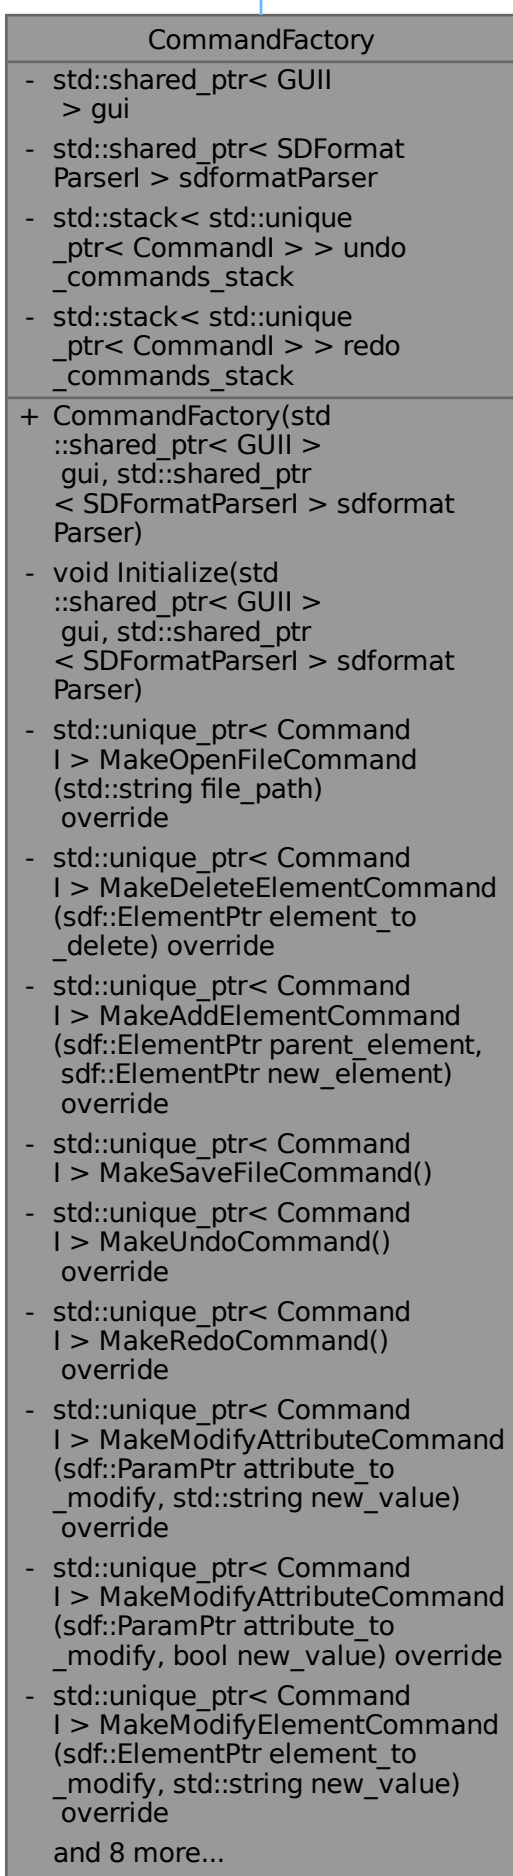 CommandFactory
- std::shared_ptr< GUII
> gui
- std::shared_ptr< SDFormat
ParserI > sdformatParser
- std::stack< std::unique
_ptr< CommandI > > undo
_commands_stack
- std::stack< std::unique
_ptr< CommandI > > redo
_commands_stack
+ CommandFactory(std
::shared_ptr< GUII >
gui, std::shared_ptr
< SDFormatParserI > sdformat
Parser)
- void Initialize(std
::shared_ptr< GUII >
gui, std::shared_ptr
< SDFormatParserI > sdformat
Parser)
- std::unique_ptr< Command
I > MakeOpenFileCommand
(std::string file_path)
override
- std::unique_ptr< Command
I > MakeDeleteElementCommand
(sdf::ElementPtr element_to
_delete) override
- std::unique_ptr< Command
I > MakeAddElementCommand
(sdf::ElementPtr parent_element,
sdf::ElementPtr new_element)
override
- std::unique_ptr< Command
I > MakeSaveFileCommand()
- std::unique_ptr< Command
I > MakeUndoCommand()
override
- std::unique_ptr< Command
I > MakeRedoCommand()
override
- std::unique_ptr< Command
I > MakeModifyAttributeCommand
(sdf::ParamPtr attribute_to
_modify, std::string new_value)
override
- std::unique_ptr< Command
I > MakeModifyAttributeCommand
(sdf::ParamPtr attribute_to
_modify, bool new_value) override
- std::unique_ptr< Command
I > MakeModifyElementCommand
(sdf::ElementPtr element_to
_modify, std::string new_value)
override
and 8 more...